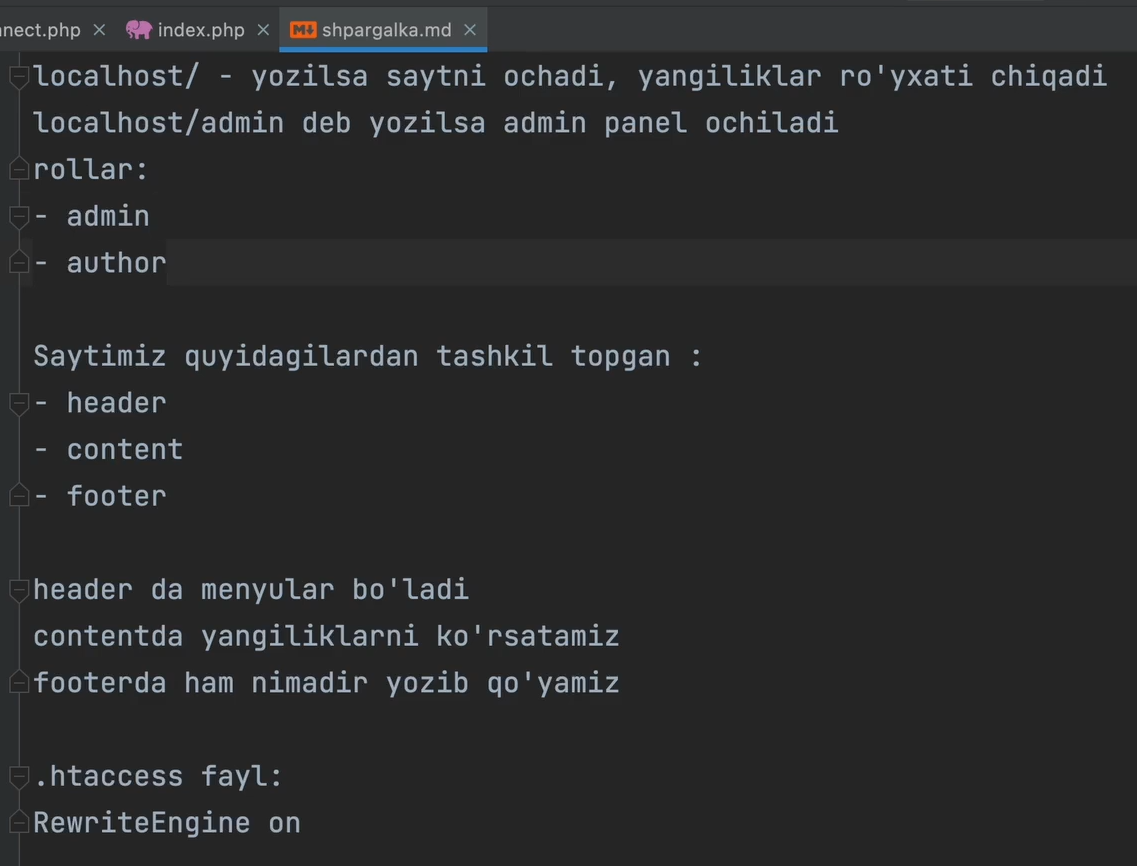 nnect.php
index.php
shpargalka.md
localhost/ - yozilsa saytni ochadi, yangiliklar ro'yxati chiqadi
localhost/admin deb yozilsa admin panel ochiladi
rollar:
- admin
- author
Saytimiz quyidagilardan tashkil topgan :
- header
- content
- footer
header da menyular bo'ladi
contentda yangiliklarni ko'rsatamiz
footerda ham nimadir yozib qo'yamiz
.htaccess fayl:
RewriteEngine on